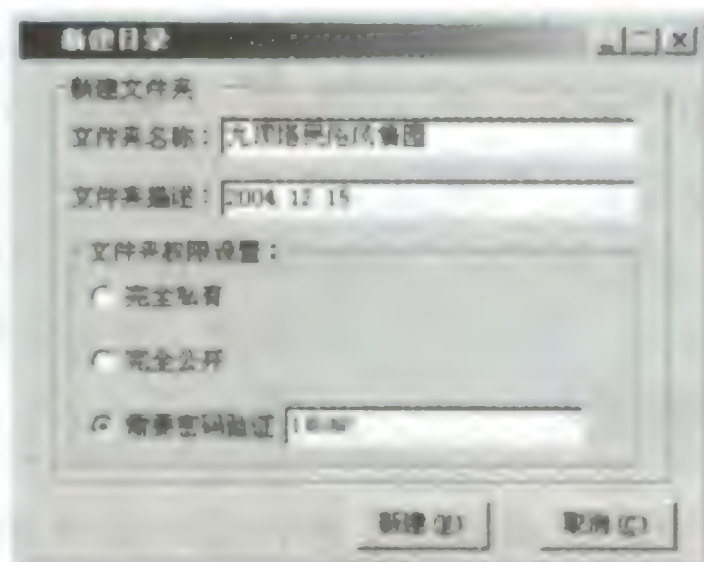 新建目录
新建文件夹
文件夹名称：
文件夹描述：2004 12 15
文件夹权限设置：
完全私有
完全公开
需要密码验证
新建(Y)
取消(C)